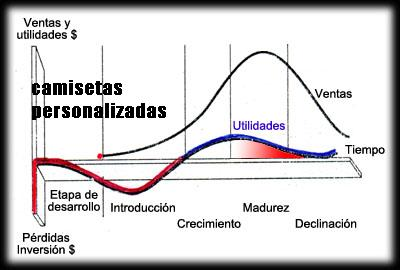 Ventas y
utilidades $
camisetas
personalizadas
Ventas
Utilidades
Tiempo
Etapa de
desarrollo
Introducción
Crecimiento
Madurez
Declinación
Pérdidas
Inversión $